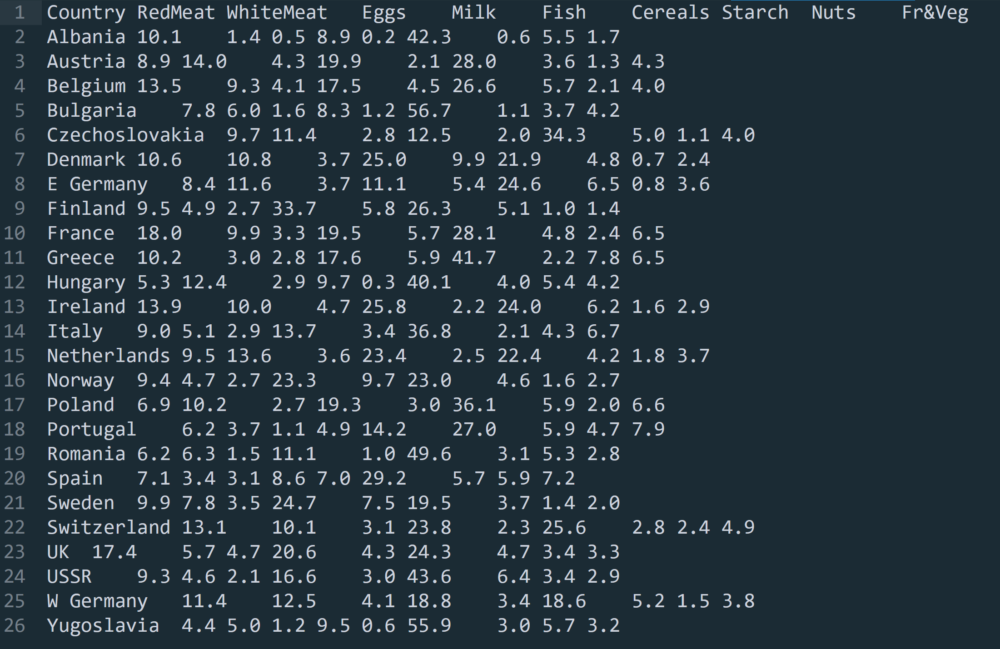 1 Country RedMeat WhiteMeat Eggs Milk Fish Cereals Starch Nuts Fr&Veg
2 Albania 10.1 1.4 0.5 8.9 0.2 42.3 0.6 5.5 1.7
3 Austria 8.9 14.0 4.3 19.9 2.1 28.0 3.6 1.3 4.3
4 Belgium 13.5 9.3 4.1 17.5 4.5 26.6 5.7 2.1 4.0
5 Bulgaria 7.8 6.0 1.6 8.3 1.2 56.7 1.1 3.7 4.2
6 Czechoslovakia 9.7 11.4 2.8 12.5 2.0 34.3 5.0 1.1 4.0
7 Denmark 10.6 10.8 3.7 25.0 9.9 21.9 4.8 0.7 2.4
8 E Germany 8.4 11.6 3.7 11.1 5.4 24.6 6.5 0.8 3.6
9 Finland 9.5 4.9 2.7 33.7 5.8 26.3 5.1 1.0 1.4
10 France 18.0 9.9 3.3 19.5 5.7 28.1 4.8 2.4 6.5
11 Greece 10.2 3.0 2.8 17.6 5.9 41.7 2.2 7.8 6.5
12 Hungary 5.3 12.4 2.9 9.7 0.3 40.1 4.0 5.4 4.2
13 Ireland 13.9 10.0 4.7 25.8 2.2 24.0 6.2 1.6 2.9
14 Italy 9.0 5.1 2.9 13.7 3.4 36.8 2.1 4.3 6.7
15 Netherlands 9.5 13.6 3.6 23.4 2.5 22.4 4.2 1.8 3.7
16 Norway 9.4 4.7 2.7 23.3 9.7 23.0 4.6 1.6 2.7
17 Poland 6.9 10.2 2.7 19.3 3.0 36.1 5.9 2.0 6.6
18 Portugal 6.2 3.7 1.1 4.9 14.2 27.0 5.9 4.7 7.9
19 Romania 6.2 6.3 1.5 11.1 1.0 49.6 3.1 5.3 2.8
20 Spain 7.1 3.4 3.1 8.6 7.0 29.2 5.7 5.9 7.2
21 Sweden 9.9 7.8 3.5 24.7 7.5 19.5 3.7 1.4 2.0
22 Switzerland 13.1 10.1 3.1 23.8 2.3 25.6 2.8 2.4 4.9
23 UK 17.4 5.7 4.7 20.6 4.3 24.3 4.7 3.4 3.3
24 USSR 9.3 4.6 2.1 16.6 3.0 43.6 6.4 3.4 2.9
25 W Germany 11.4 12.5 4.1 18.8 3.4 18.6 5.2 1.5 3.8
26 Yugoslavia 4.4 5.0 1.2 9.5 0.6 55.9 3.0 5.7 3.2